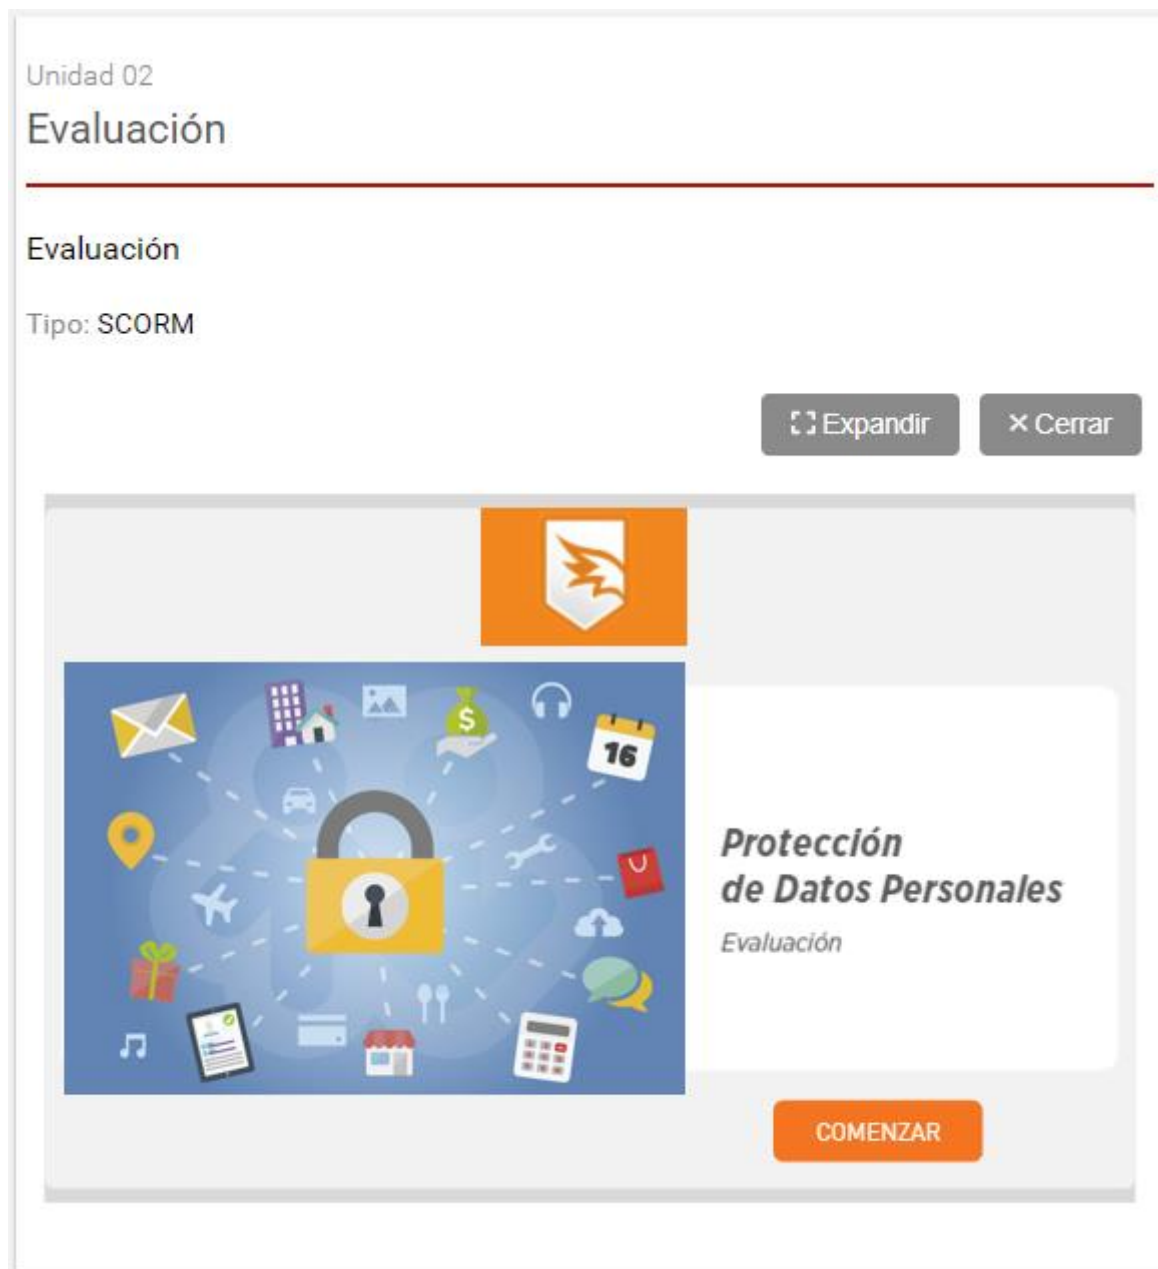 Unidad 02
Evaluación
Evaluación
Tipo: SCORM
Expandir
Cerrar
$
16
Protección
de Datos Personales
Evaluación
COMENZAR